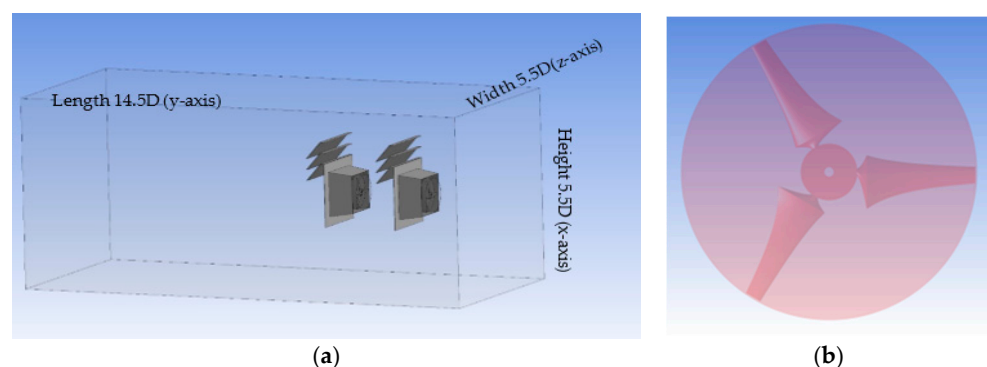 Length 14.5D (y-axis)
Width 5.5D(z-axis)
Height 5.5D (x-axis)
(a)
(b)